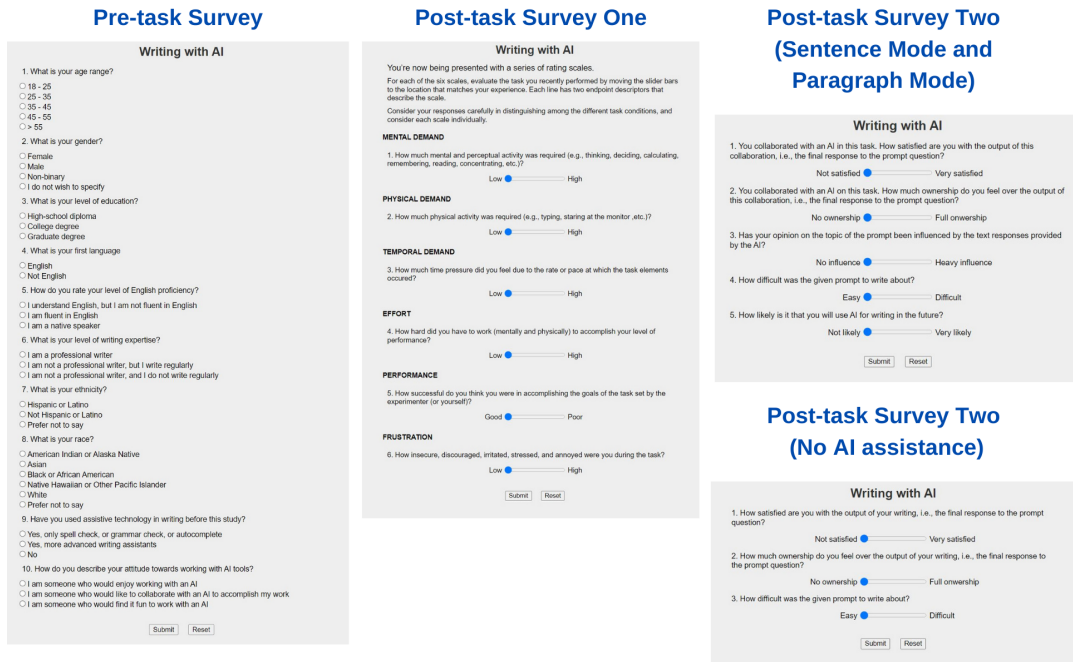 Pre-task Survey
Writing with AI
1. What is your age range?
18 - 25
25 - 35
35 - 45
45 - 55
> 55
2. What is your gender?
Female
Male
Non-binary
I do not wish to specify
3. What is your level of education?
High-school diploma
College degree
Graduate degree
4. What is your first language
English
Not English
5. How do you rate your level of English proficiency?
I understand English, but I am not fluent in English
I am fluent in English
I am a native speaker
6. What is your level of writing expertise?
I am a professional writer
I am not a professional writer, but I write regularly
I am not a professional writer, and I do not write regularly
7. What is your ethnicity?
Hispanic or Latino
Not Hispanic or Latino
Prefer not to say
8. What is your race?
American Indian or Alaska Native
Asian
Black or African American
Native Hawaiian or Other Pacific Islander
White
Prefer not to say
9. Have you used assistive technology in writing before this study?
Yes, only spell check, or grammar check, or autocomplete
Yes, more advanced writing assistants
No
10. How do you describe your attitude towards working with AI tools?
I am someone who would enjoy working with an AI
I am someone who would like to collaborate with an AI to accomplish my work
I am someone who would find it fun to work with an AI
Submit Reset
Post-task Survey One
Writing with AI
You're now being presented with a series of rating scales.
For each of the six scales, evaluate the task you recently performed by moving the slider bars
to the location that matches your experience. Each line has two endpoint descriptors that
describe the scale.
Consider your responses carefully in distinguishing among the different task conditions, and
consider each scale individually.
MENTAL DEMAND
1. How much mental and perceptual activity was required (e.g., thinking, deciding, calculating,
remembering, reading, concentrating, etc.)?
Low High
PHYSICAL DEMAND
2. How much physical activity was required (e.g., typing, staring at the monitor ,etc.)?
Low High
TEMPORAL DEMAND
3. How much time pressure did you feel due to the rate or pace at which the task elements
occured?
Low High
EFFORT
4. How hard did you have to work (mentally and physically) to accomplish your level of
performance?
Low High
PERFORMANCE
5. How successful do you think you were in accomplishing the goals of the task set by the
experimenter (or yourself)?
Good Poor
FRUSTRATION
6. How insecure, discouraged, irritated, stressed, and annoyed were you during the task?
Low High
Submit Reset
Post-task Survey Two
(Sentence Mode and
Paragraph Mode)
Writing with AI
1. You collaborated with an AI in this task. How satisfied are you with the output of this
collaboration, i.e., the final response to the prompt question?
Not satisfied Very satisfied
2. You collaborated with an AI on this task. How much ownership do you feel over the output of
this collaboration, i.e., the final response to the prompt question?
No ownership Full onwership
3. Has your opinion on the topic of the prompt been influenced by the text responses provided
by the AI?
No influence Heavy influence
4. How difficult was the given prompt to write about?
Easy Difficult
5. How likely is it that you will use AI for writing in the future?
Not likely Very likely
Submit Reset
Post-task Survey Two
(No AI assistance)
Writing with AI
1. How satisfied are you with the output of your writing, i.e., the final response to the prompt
question?
Not satisfied Very satisfied
2. How much ownership do you feel over the output of your writing, i.e., the final response to
the prompt question?
No ownership Full onwership
3. How difficult was the given prompt to write about?
Easy Difficult
Submit Reset